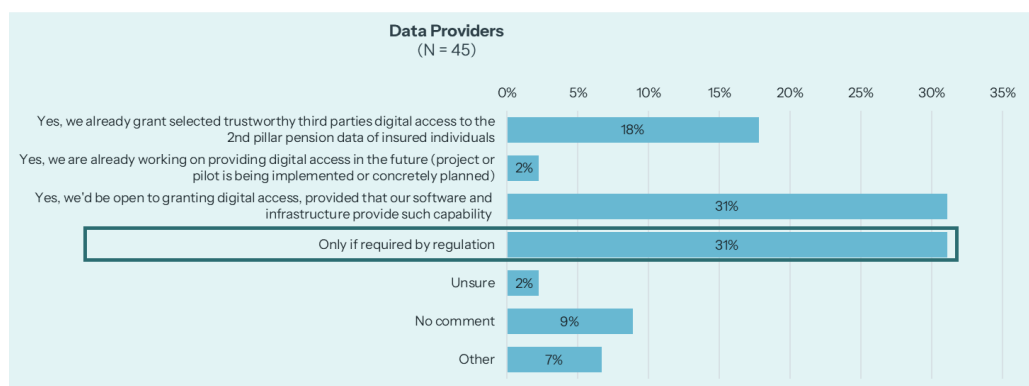 Data Providers
(N = 45)
0% 5% 10% 15% 20% 25% 30% 35%
Yes, we already grant selected trustworthy third parties digital access to the
2nd pillar pension data of insured individuals
18%
Yes, we are already working on providing digital access in the future (project or
pilot is being implemented or concretely planned)
2%
Yes, we'd be open to granting digital access, provided that our software and
infrastructure provide such capability
31%
Only if required by regulation
31%
Unsure
2%
No comment
9%
Other
7%